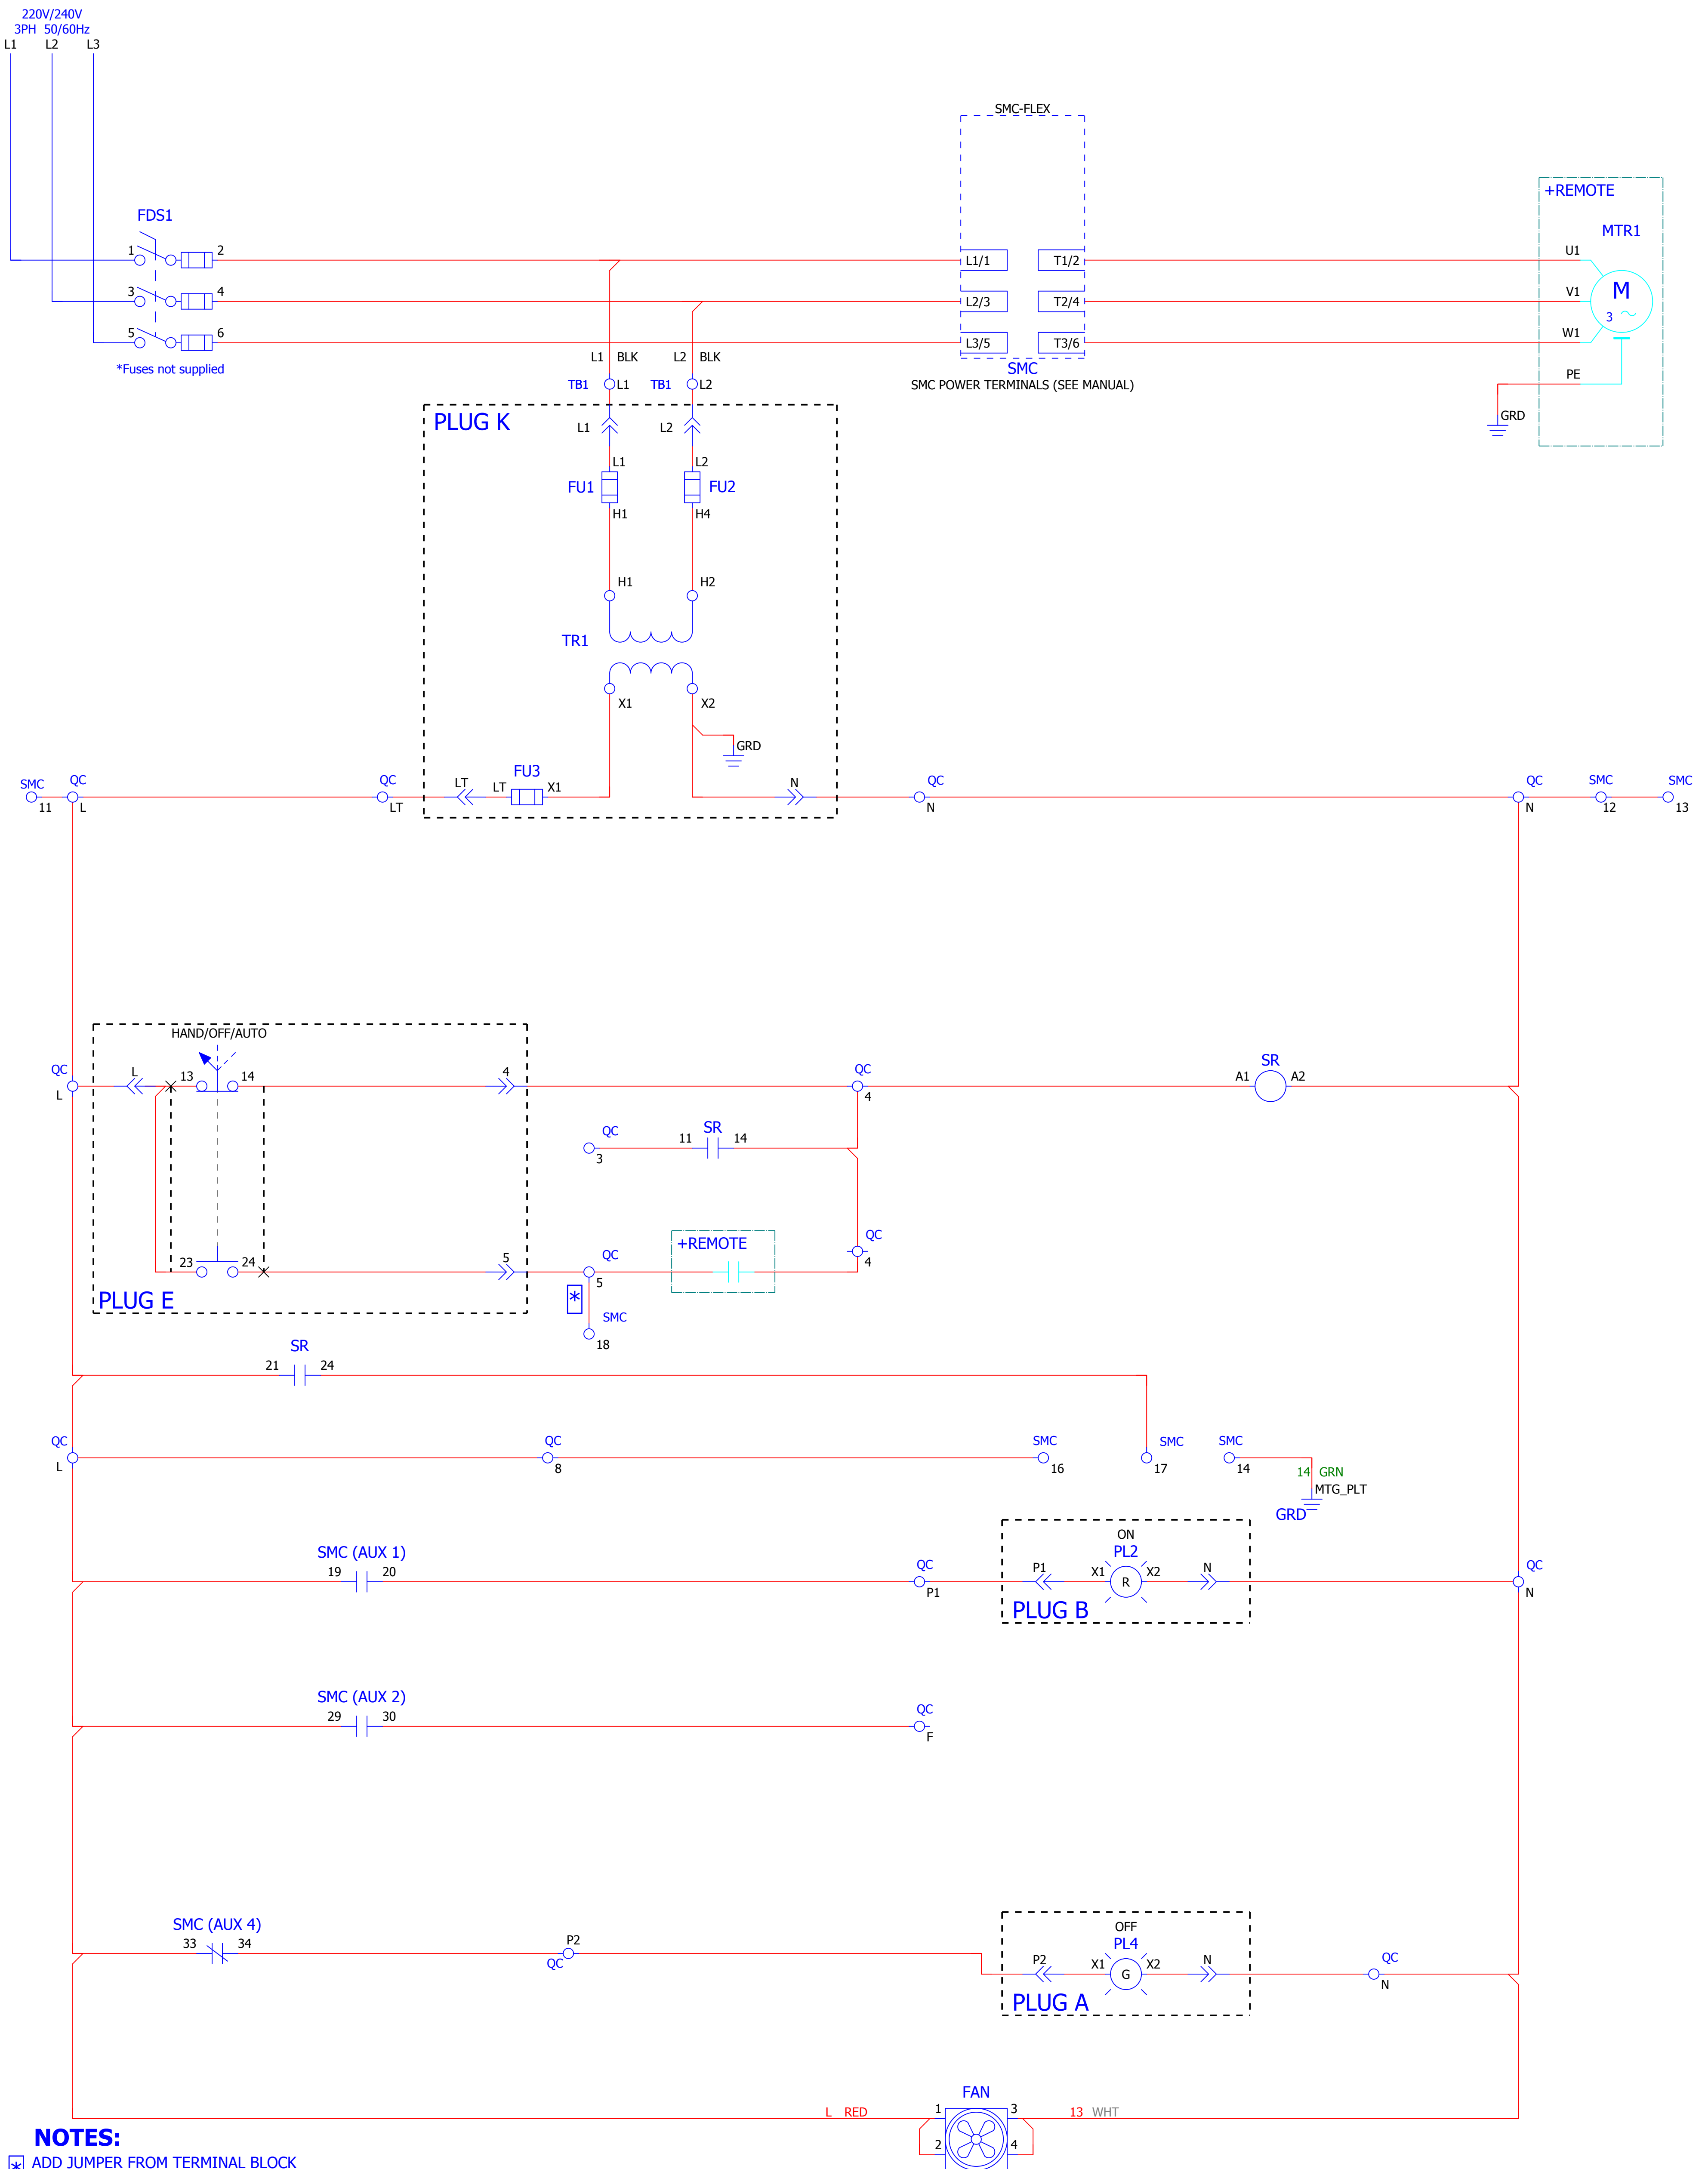 220V/240V
3PH 50/60Hz
L1 L2 L3
SMC-FLEX
+REMOTE
FDS1
MTR1
1 2 L1/1 T1/2 U1
3 4 L2/3 T2/4 V1 M
3
5 6 L3/5 T3/6 W1
*Fuses not supplied
L1 BLK L2 BLK
SMC
SMC POWER TERMINALS (SEE MANUAL)
PE
TB1 L1 TB1 L2
GRD
PLUG K
L1 L2
L1 L2
FU1 FU2
H1 H4
H1 H2
TR1
X1 X2
GRD
SMC QC QC LT LT FU3 X1 N QC QC SMC SMC
11 L LT N N 12 13
HAND/OFF/AUTO
QC L 13 14 4 QC A1 SR A2
L 4
QC 11 SR 14
3
+REMOTE QC
23 24 5 QC 4
5
PLUG E * SMC
18
SR
21 24
QC QC SMC SMC SMC
L 8 16 17 14
14 GRN
MTG_PLT
GRD
ON
SMC (AUX 1) PL2
19 20 QC P1 X1 R X2 N QC
P1 N
PLUG B
SMC (AUX 2)
29 30 QC
F
SMC (AUX 4) OFF
33 34 P2 PL4
QC P2 X1 G X2 N QC
N
PLUG A
FAN
L RED 1 3 13 WHT
2 4
NOTES:
* ADD JUMPER FROM TERMINAL BLOCK